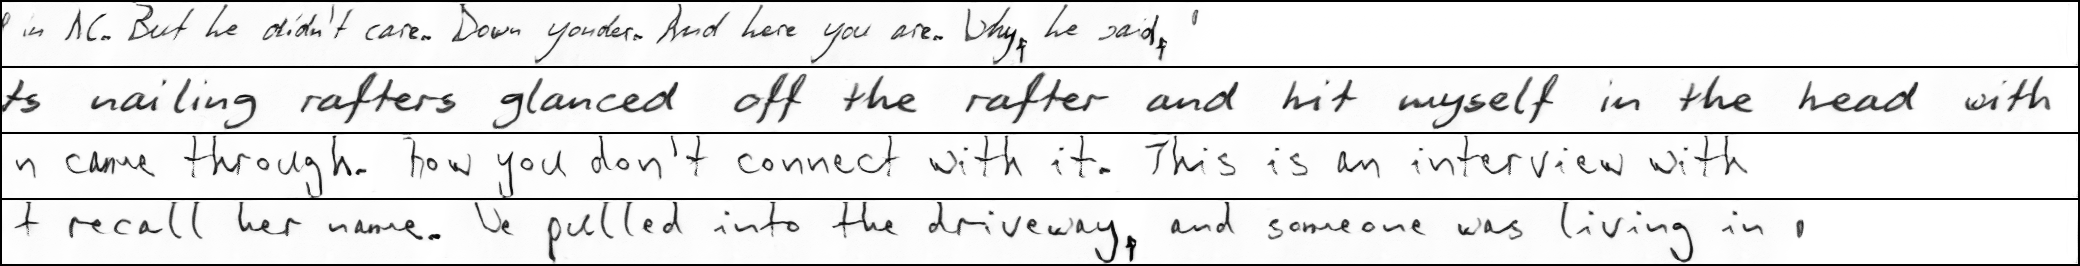 in NC. But he didn't care. Down yonder. And here you are. Why, he said,
ts nailing rafters glanced off the rafter and hit myself in the head with
n came through. how you don't connect with it. This is an interview with
t recall her name. We pulled into the driveway, and someone was living in